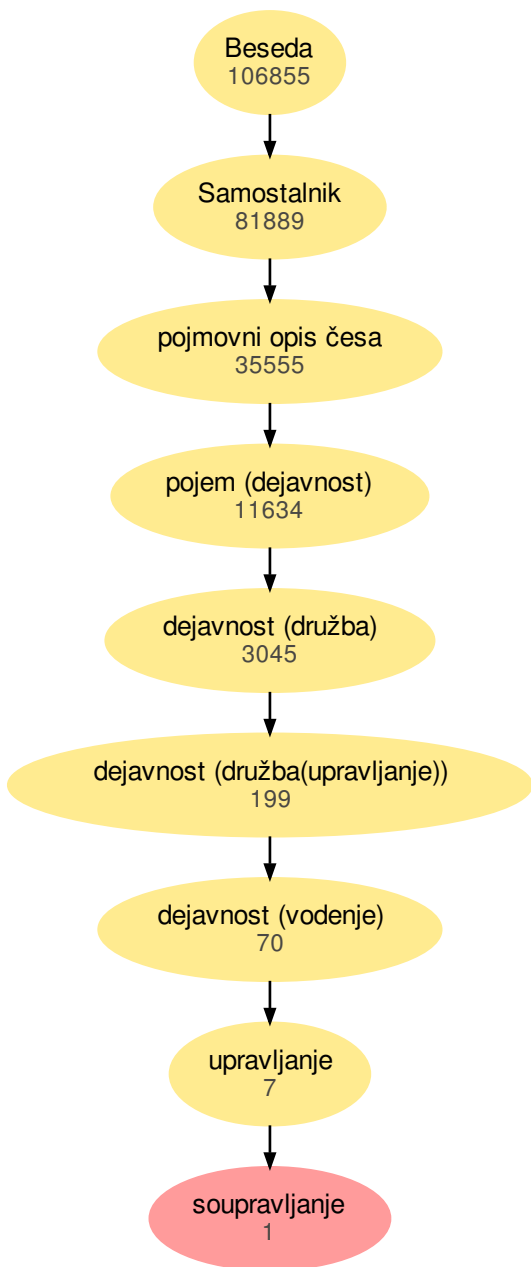 Beseda
106855
Samostalnik
81889
pojmovni opis česa
35555
pojem (dejavnost)
11634
dejavnost (družba)
3045
dejavnost (družba(upravljanje))
199
dejavnost (vodenje)
70
upravljanje
7
soupravljanje
1